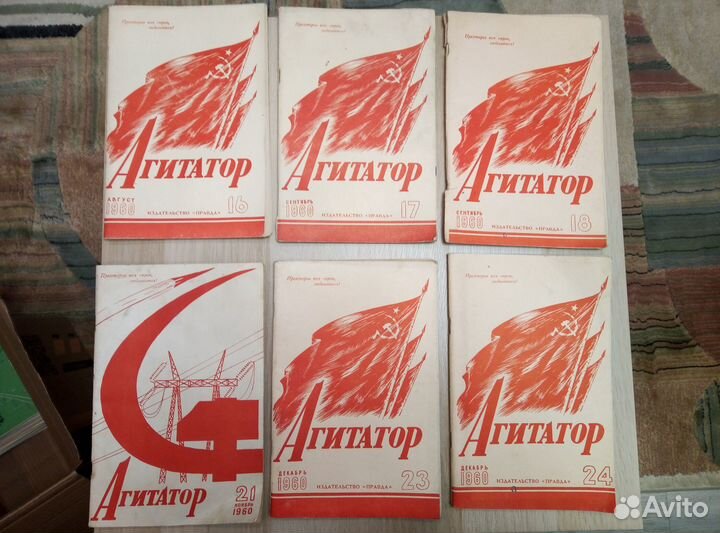 Пролетарии всех стран,
соединяйтесь!
Агитатор
АВГУСТ
1960
ИЗДАТЕЛЬСТВО «ПРАВДА»
16
Пролетарии всех стран,
соединяйтесь!
Агитатор
СЕНТЯБРЬ
1960
ИЗДАТЕЛЬСТВО «ПРАВДА»
17
Пролетарии всех стран,
соединяйтесь!
Агитатор
СЕНТЯБРЬ
1960
ИЗДАТЕЛЬСТВО «ПРАВДА»
18
Пролетарии всех стран,
соединяйтесь!
Агитатор
21
НОЯБРЬ
1960
Пролетарии всех стран,
соединяйтесь!
Агитатор
ДЕКАБРЬ
1960
ИЗДАТЕЛЬСТВО «ПРАВДА»
23
Пролетарии всех стран,
соединяйтесь!
Агитатор
ДЕКАБРЬ
1960
ИЗДАТЕЛЬСТВО «ПРАВДА»
24
Avito